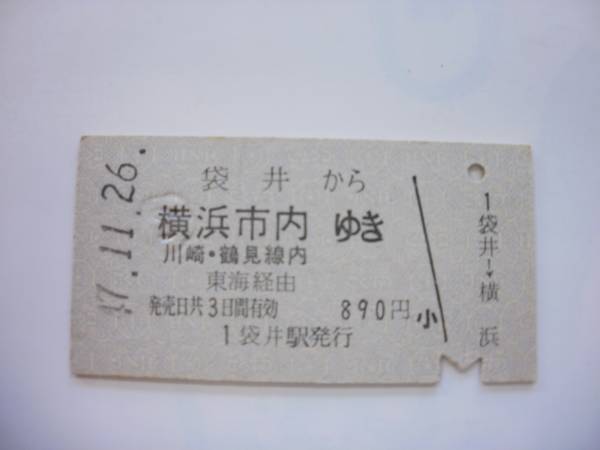 47.11.26.
袋井から
横浜市内ゆき
川崎・鶴見線内
東海経由
発売日共3日間有効 890円
1袋井駅発行
小
1袋井→横浜